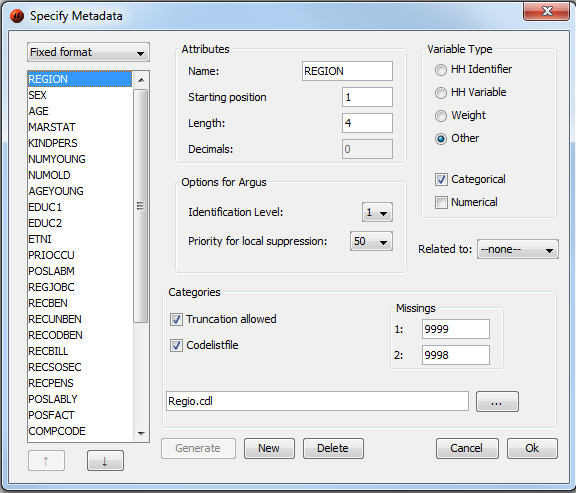 Specify Metadata
Fixed format
REGION
SEX
AGE
MARSTAT
KINDPERS
NUMYOUNG
NUMOLD
AGEYOUNG
EDUC1
EDUC2
ETNI
PRIOCCU
POSLABM
REGJOBC
RECBEN
RECUNBEN
RECODBEN
RECBILL
RECSOSEC
RECPENS
POSLABLY
POSFACT
COMPCODE
↑ ↓
Attributes
Name: REGION
Starting position 1
Length: 4
Decimals: 0
Options for Argus
Identification Level: 1
Priority for local suppression: 50
Variable Type
HH Identifier
HH Variable
Weight
Other
Categorical
Numerical
Related to: --none--
Categories
Truncation allowed
Codelistfile
Missings
1: 9999
2: 9998
Regio.cdl ...
Generate New Delete Cancel Ok